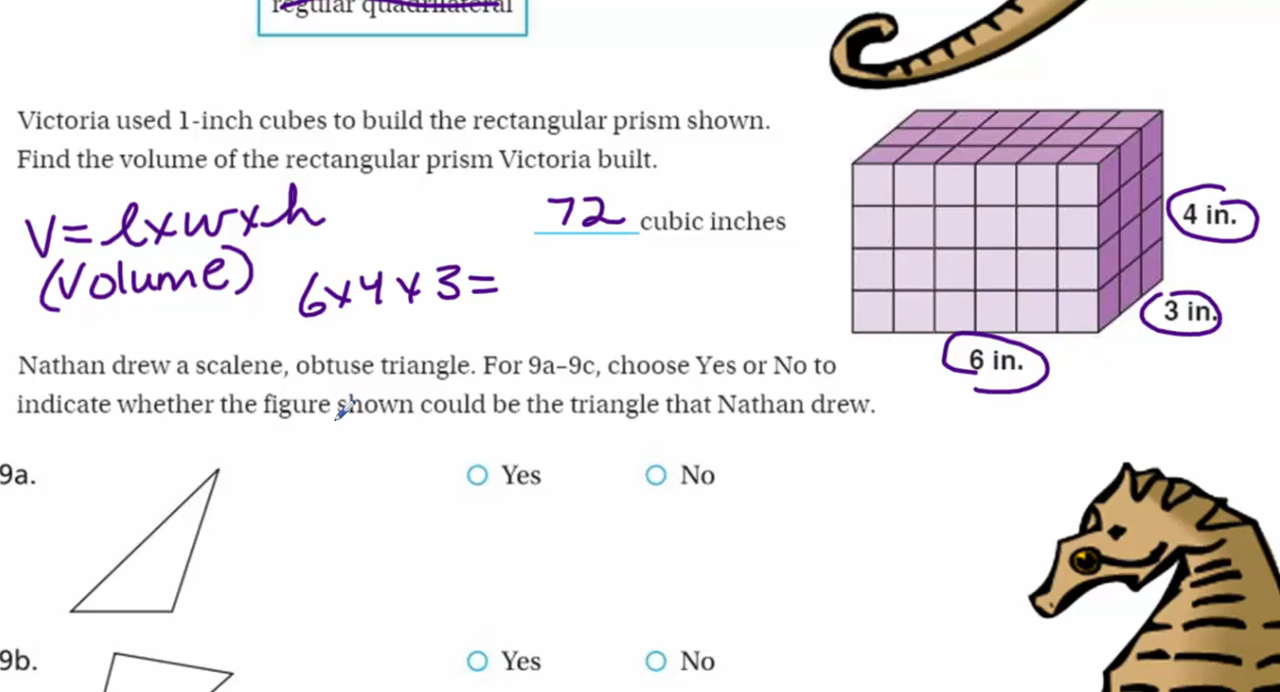 regular quadrilateral
Victoria used 1-inch cubes to build the rectangular prism shown.
Find the volume of the rectangular prism Victoria built.
V=lxwxh
(Volume)
6x4x3=
72 cubic inches
4 in.
3 in.
6 in.
Nathan drew a scalene, obtuse triangle. For 9a–9c, choose Yes or No to
indicate whether the figure shown could be the triangle that Nathan drew.
9a. Yes No
9b. Yes No